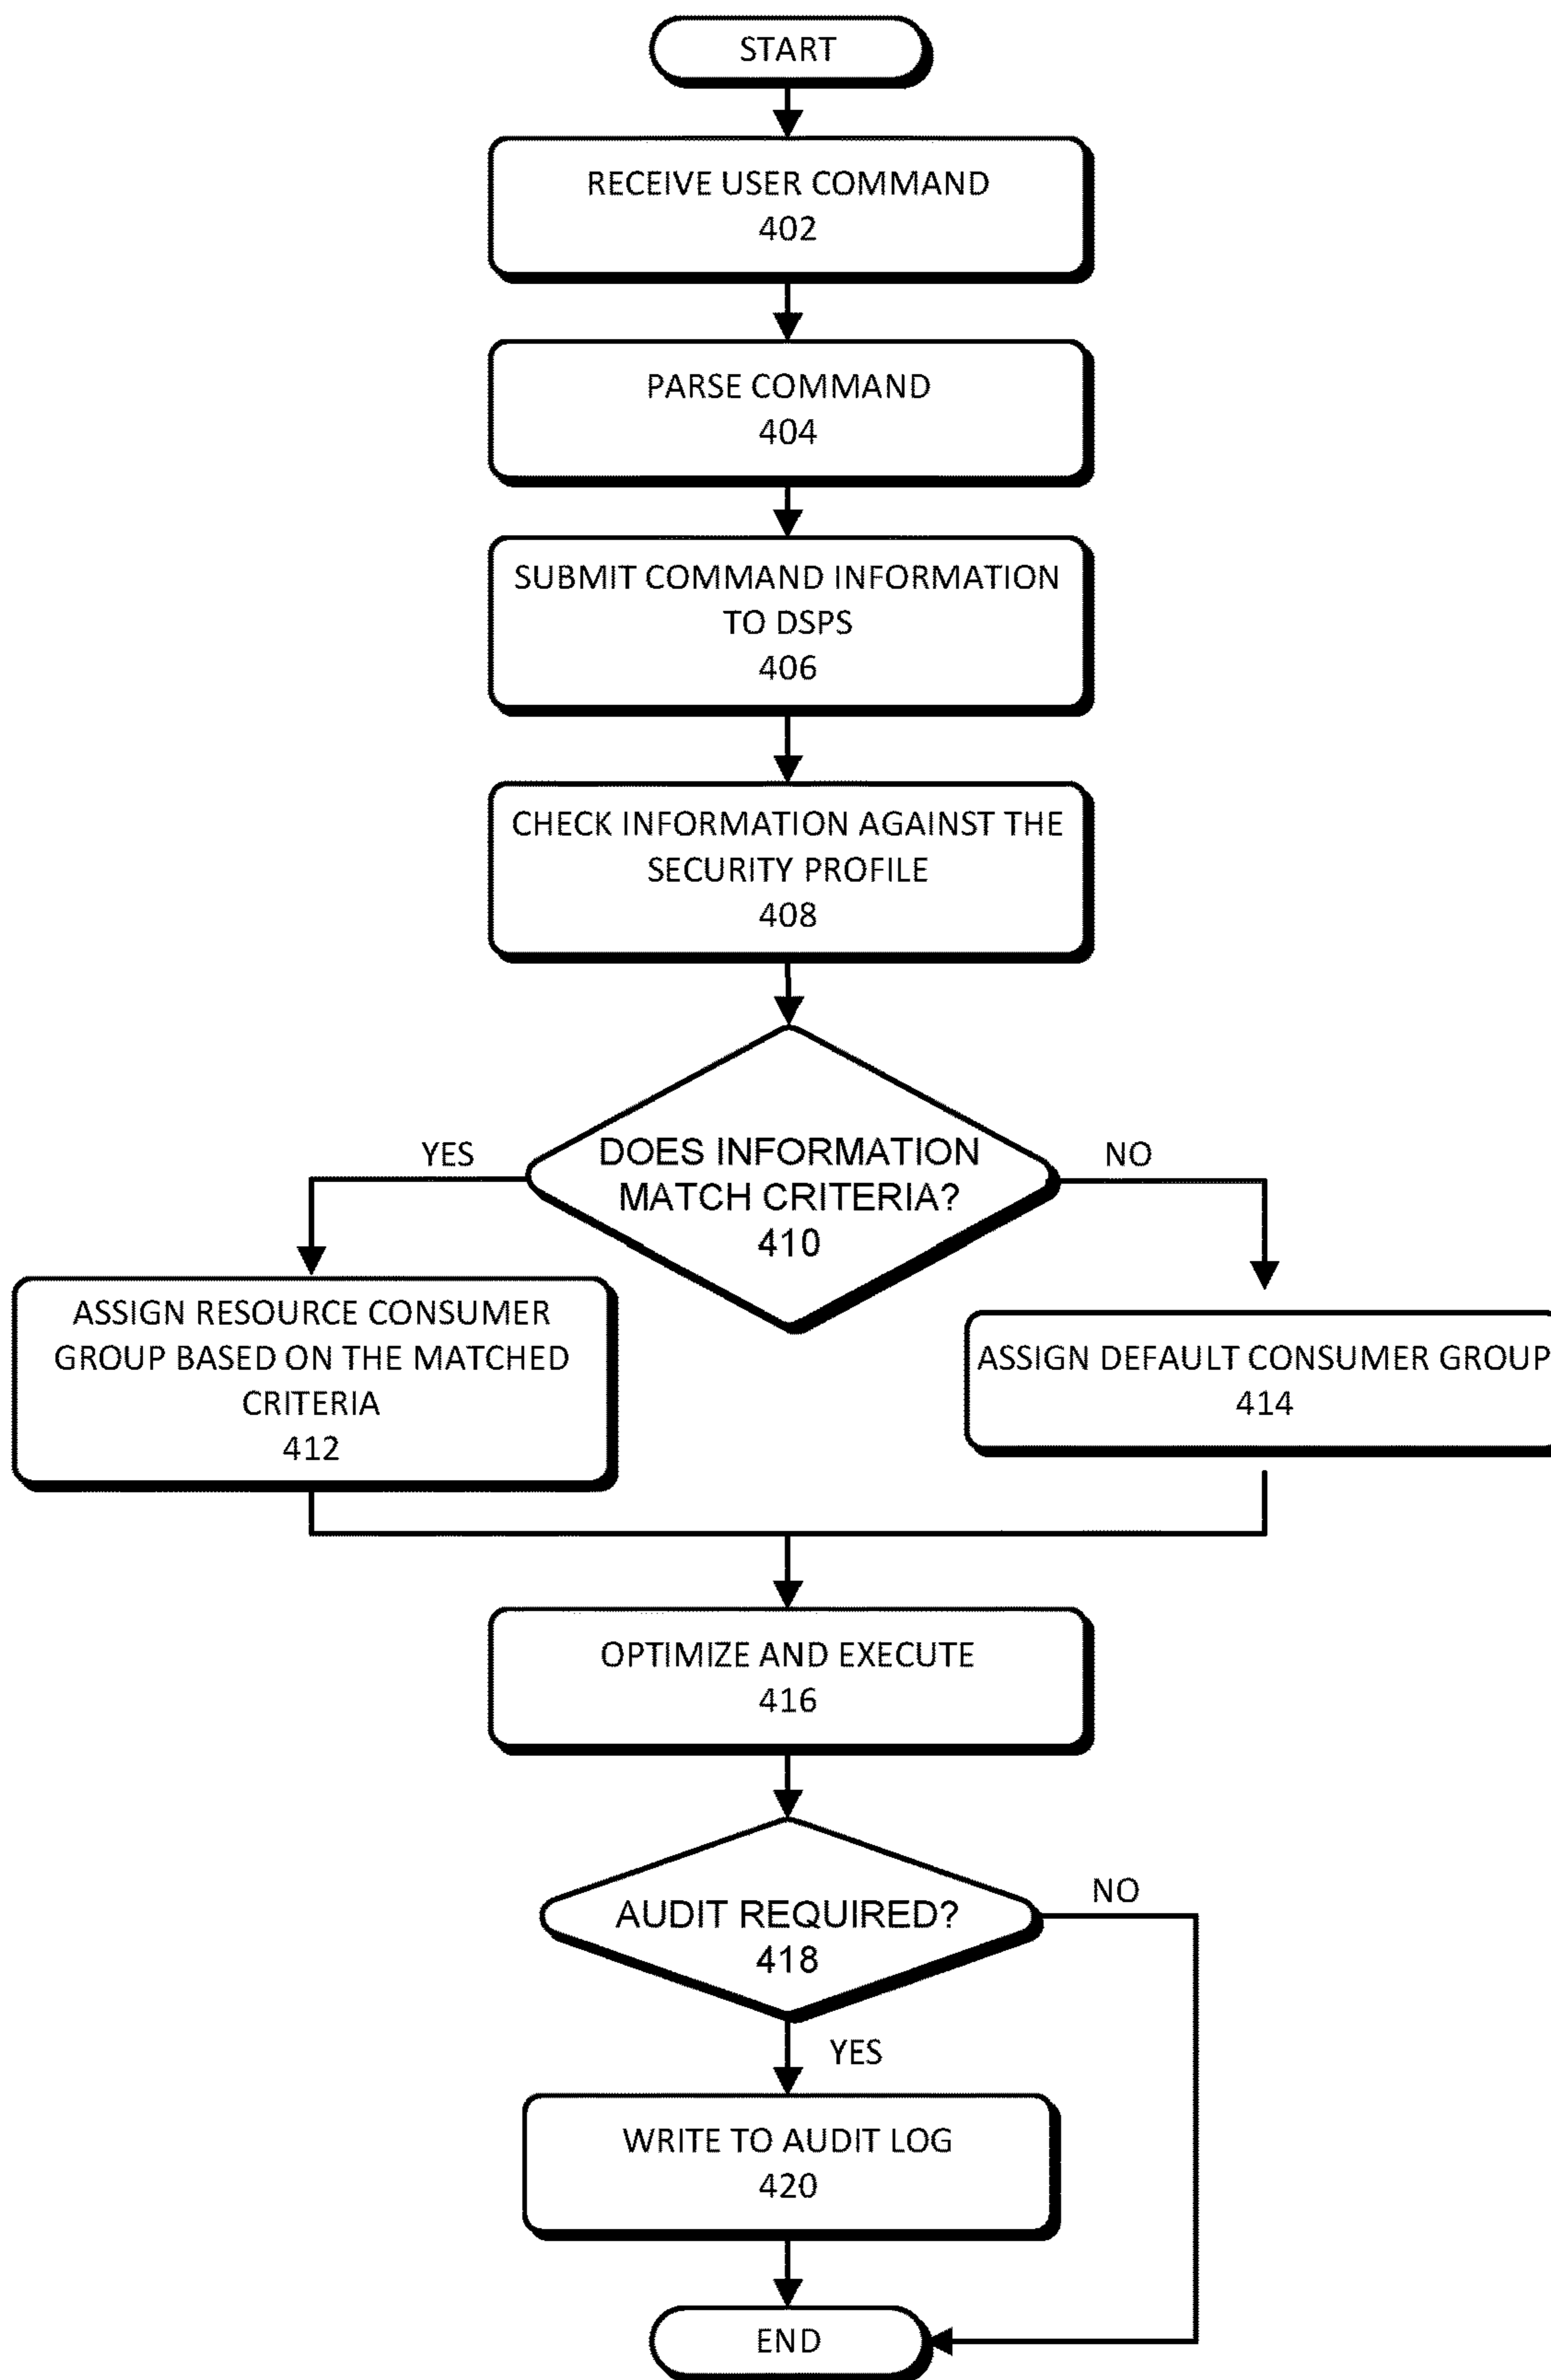 START
RECEIVE USER COMMAND
402
PARSE COMMAND
404
SUBMIT COMMAND INFORMATION
TO DSPS
406
CHECK INFORMATION AGAINST THE
SECURITY PROFILE
408
YES
DOES INFORMATION
MATCH CRITERIA?
410
NO
ASSIGN RESOURCE CONSUMER
GROUP BASED ON THE MATCHED
CRITERIA
412
ASSIGN DEFAULT CONSUMER GROUP
414
OPTIMIZE AND EXECUTE
416
AUDIT REQUIRED?
418
NO
YES
WRITE TO AUDIT LOG
420
END